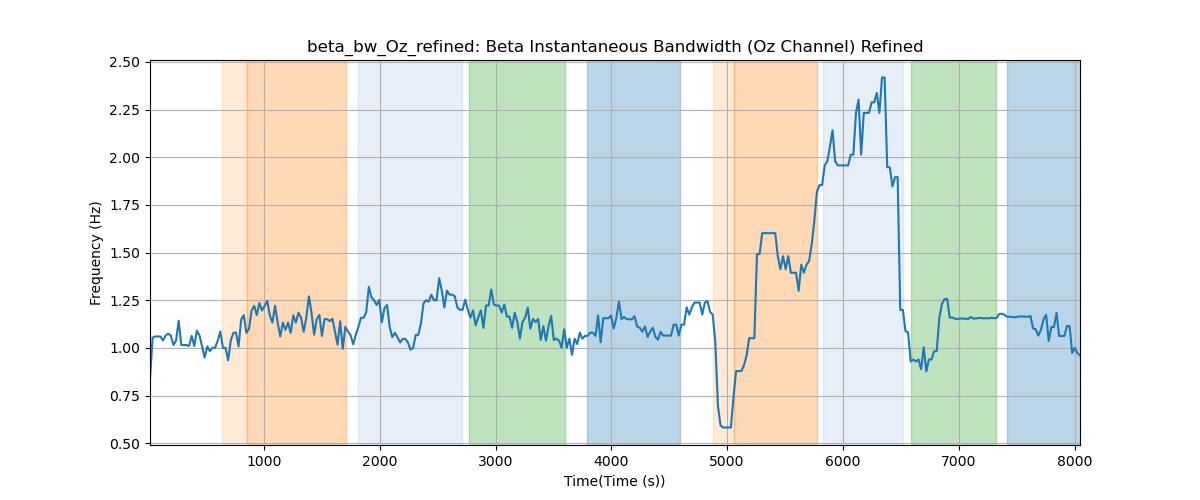 beta_bw_Oz_refined: Beta Instantaneous Bandwidth (Oz Channel) Refined
2.50
2.25
2.00
1.75
1.50
1.25
1.00
0.75
0.50
Frequency (Hz)
1000 2000 3000 4000 5000 6000 7000 8000
Time(Time (s))